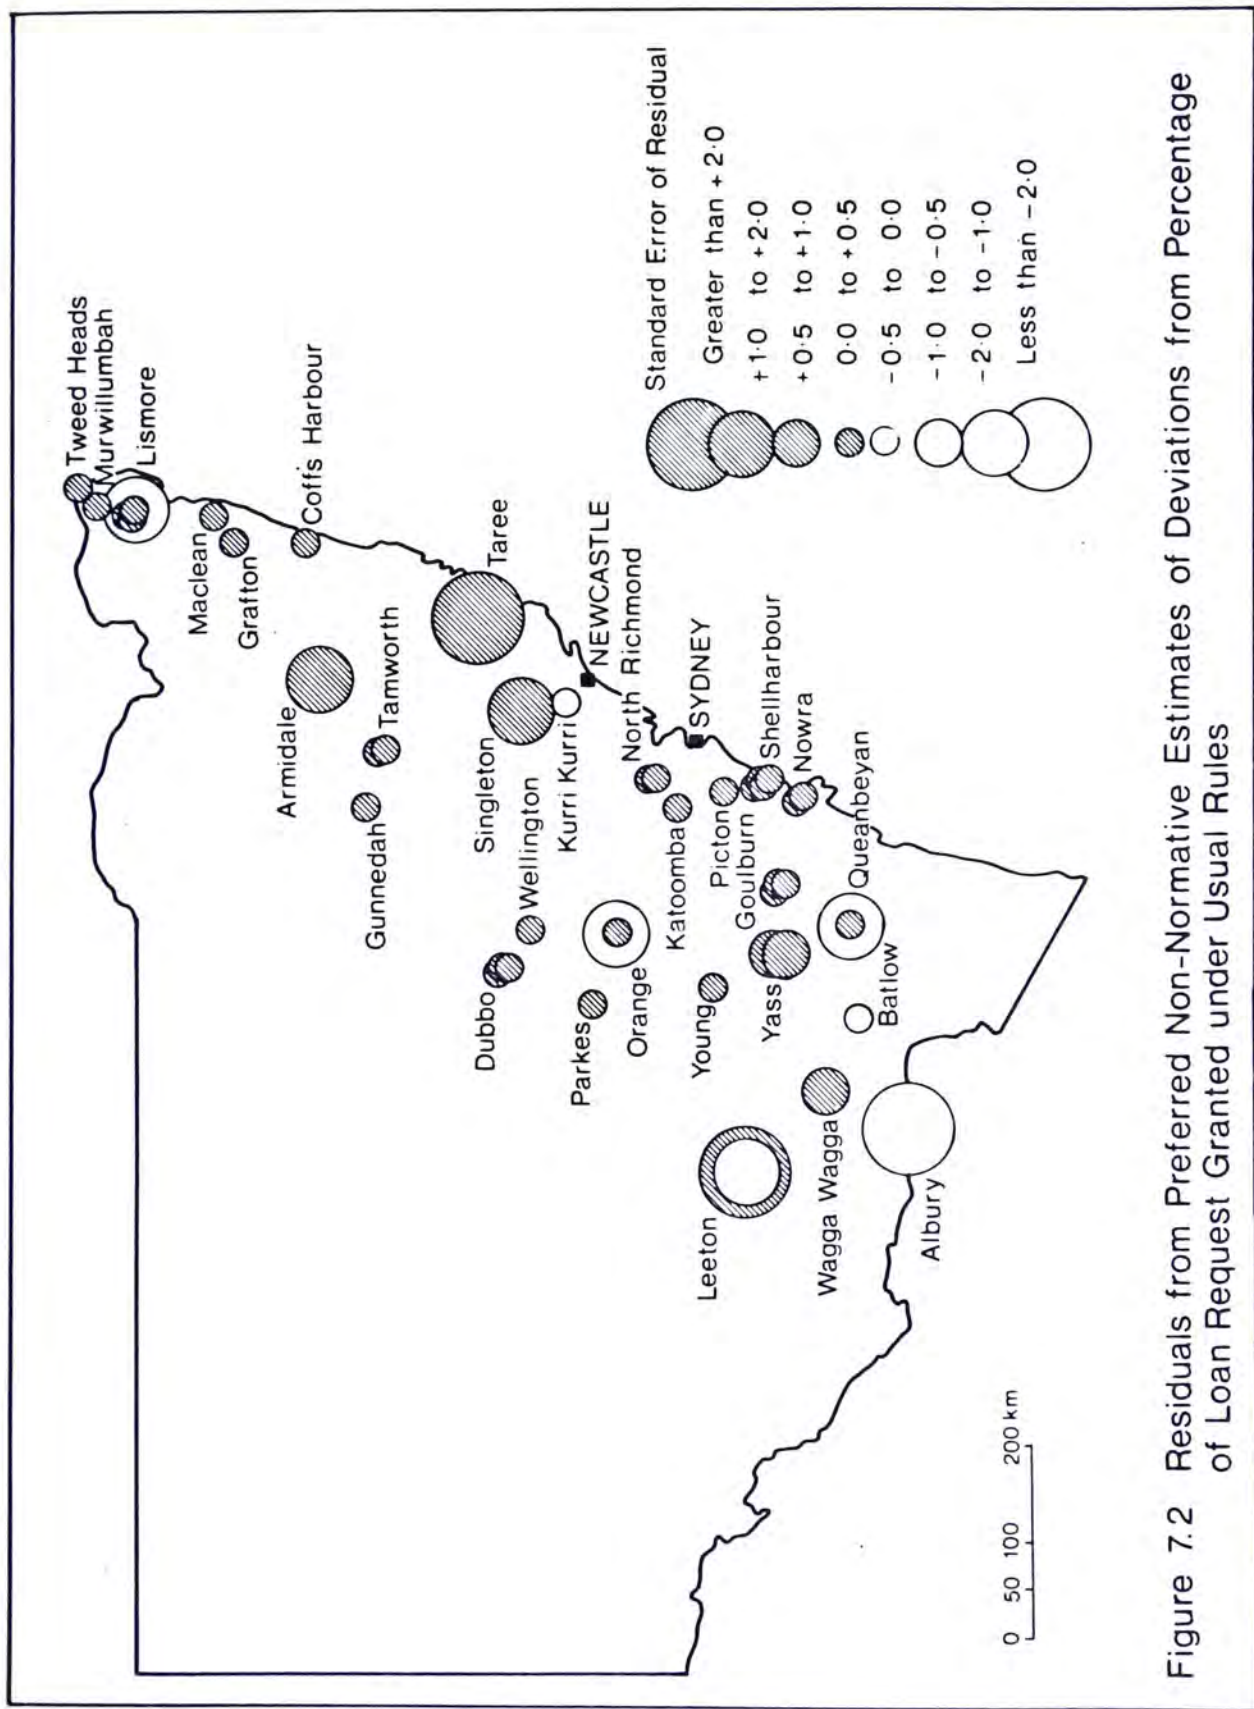 Tweed Heads
Murwillumbah
Lismore
Maclean
Grafton
Coffs Harbour
Armidale
Tamworth
Gunnedah
Taree
Singleton
Kurri Kurri
NEWCASTLE
Dubbo
Wellington
North Richmond
Parkes
Orange
Katoomba
SYDNEY
Picton
Shellharbour
Goulburn
Nowra
Young
Yass
Queanbeyan
Batlow
Leeton
Wagga Wagga
Albury
Standard Error of Residual
Greater than +2·0
+1·0 to +2·0
+0·5 to +1·0
0·0 to +0·5
-0·5 to 0·0
-1·0 to -0·5
-2·0 to -1·0
Less than -2·0
0 50 100 200 km
Figure 7.2 Residuals from Preferred Non-Normative Estimates of Deviations from Percentage
of Loan Request Granted under Usual Rules